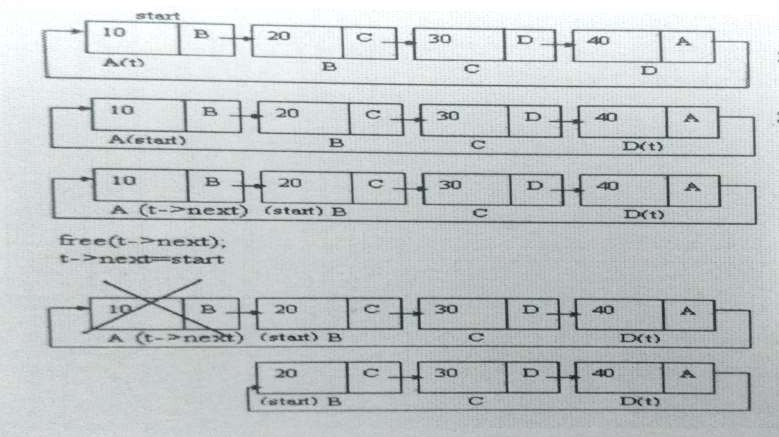 start
10 B 20 C 30 D 40 A
A(t) B C D
10 B 20 C 30 D 40 A
A(start) B C D(t)
10 B 20 C 30 D 40 A
A (t->next) (start) B C D(t)
free(t->next);
t->next=start
10 B 20 C 30 D 40 A
A (t->next) (start) B C D(t)
20 C 30 D 40 A
(start) B C D(t)